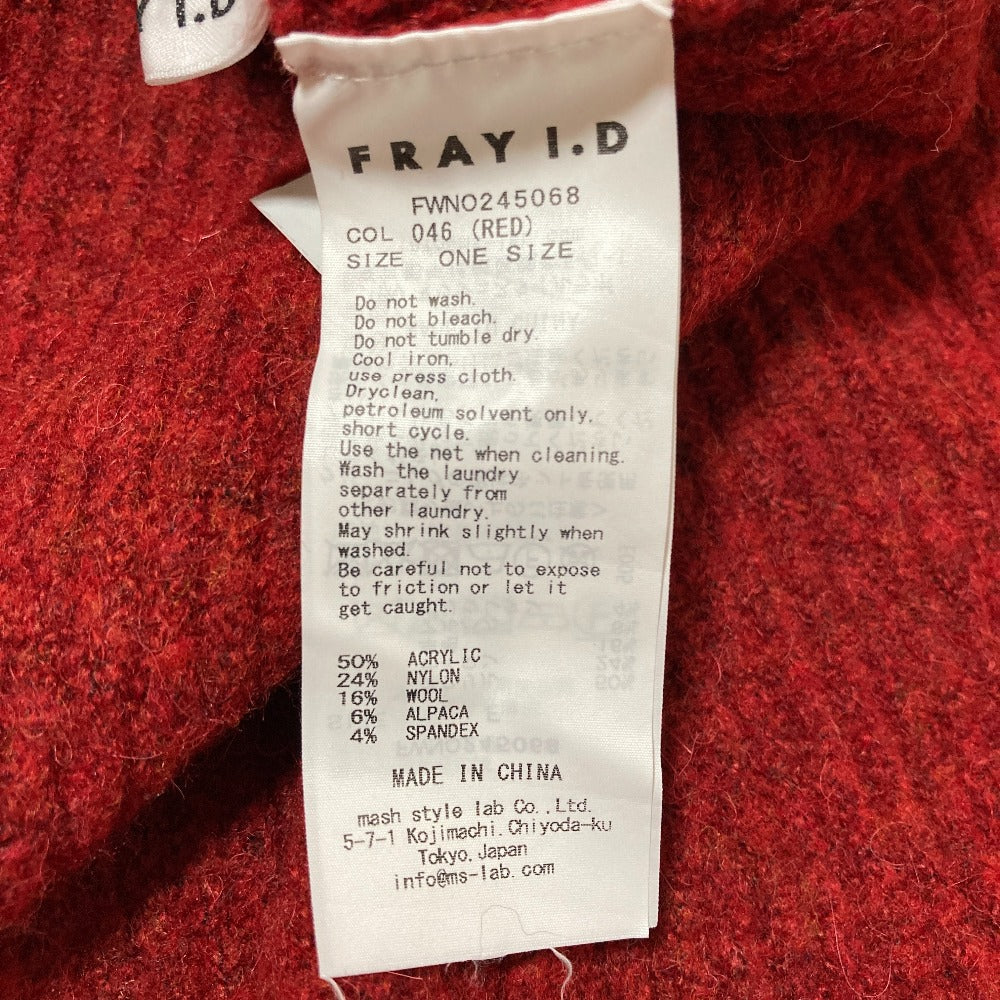 I.D
FRAY I.D
FWNO245068
COL 046 (RED)
SIZE ONE SIZE
Do not wash.
Do not bleach.
Do not tumble dry.
Cool iron,
use press cloth.
Dryclean,
petroleum solvent only.
short cycle.
Use the net when cleaning.
Wash the laundry
separately from
other laundry.
May shrink slightly when
washed.
Be careful not to expose
to friction or let it
get caught.
50% ACRYLIC
24% NYLON
16% WOOL
6% ALPACA
4% SPANDEX
MADE IN CHINA
mash style lab Co.,Ltd.
5-7-1 Kojimachi.Chiyoda-ku
Tokyo.Japan
info@ms-lab.com